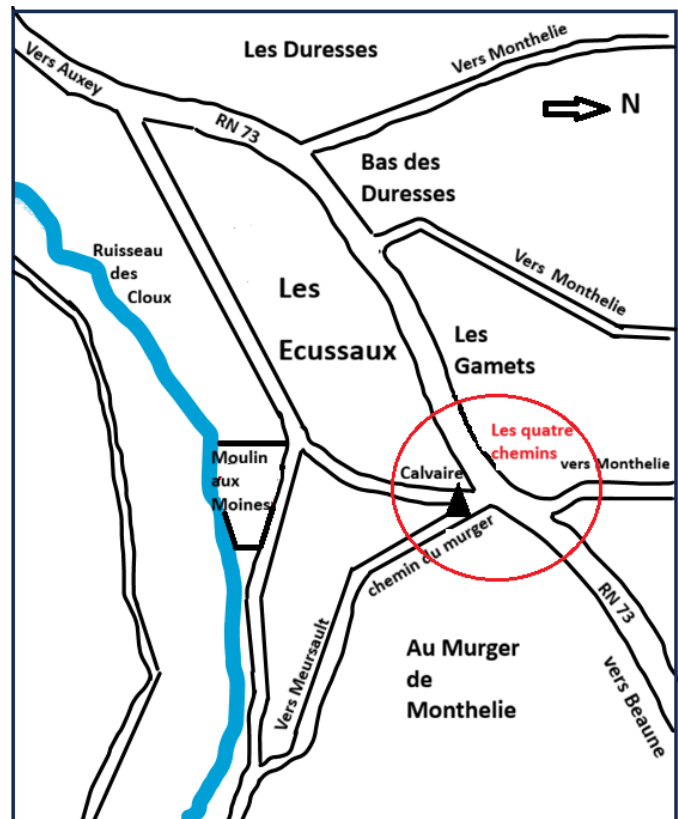 Les Duresses
Vers Monthelie
Vers Auxey
N
RN 73
Bas des
Duresses
Ruisseau
des
Cloux
Vers Monthelie
Les
Ecussaux
Les
Gamets
Les quatre
chemins
vers Monthelie
Calvaire
Moulin
aux
Moines
chemin du murger
RN 73
Au Murger
de
Monthelie
Vers Meursault
vers Beaune